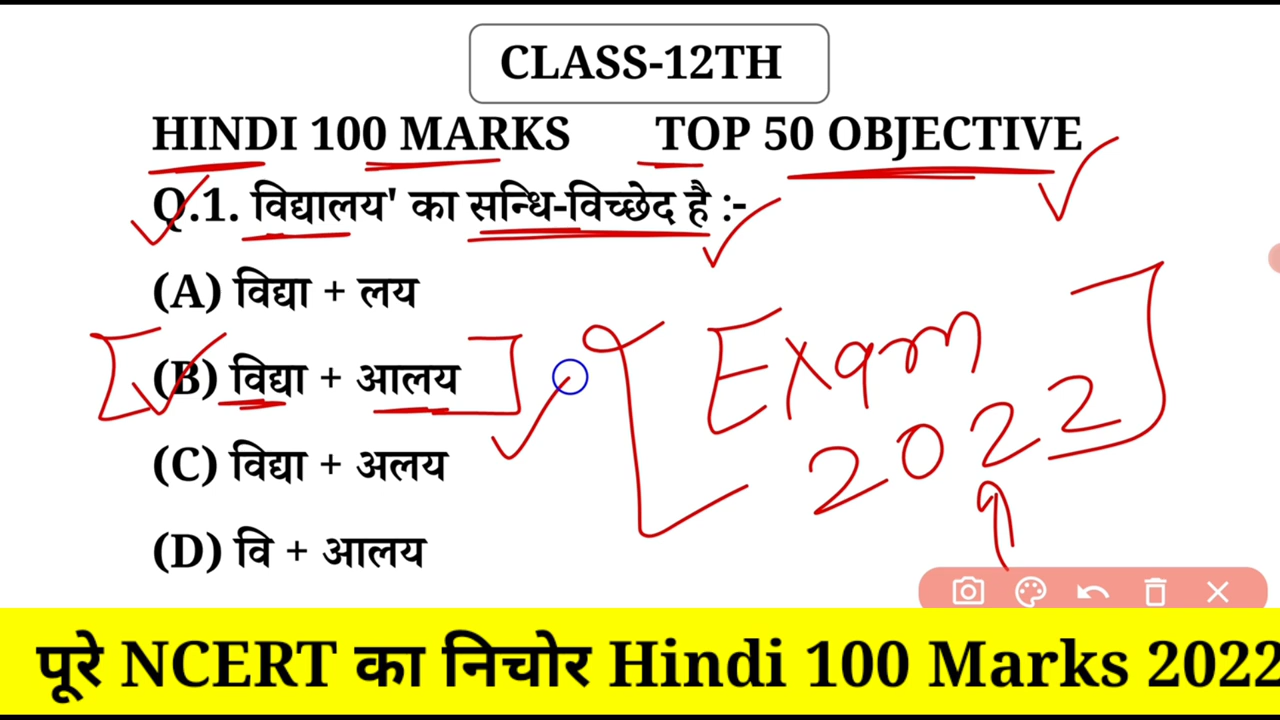 CLASS-12TH
HINDI 100 MARKS TOP 50 OBJECTIVE
Q.1. विद्यालय' का सन्धि-विच्छेद है :-
(A) विद्या + लय
(B) विद्या + आलय
(C) विद्या + अलय
(D) वि + आलय
Exam
2022
पूरे NCERT का निचोर Hindi 100 Marks 2022